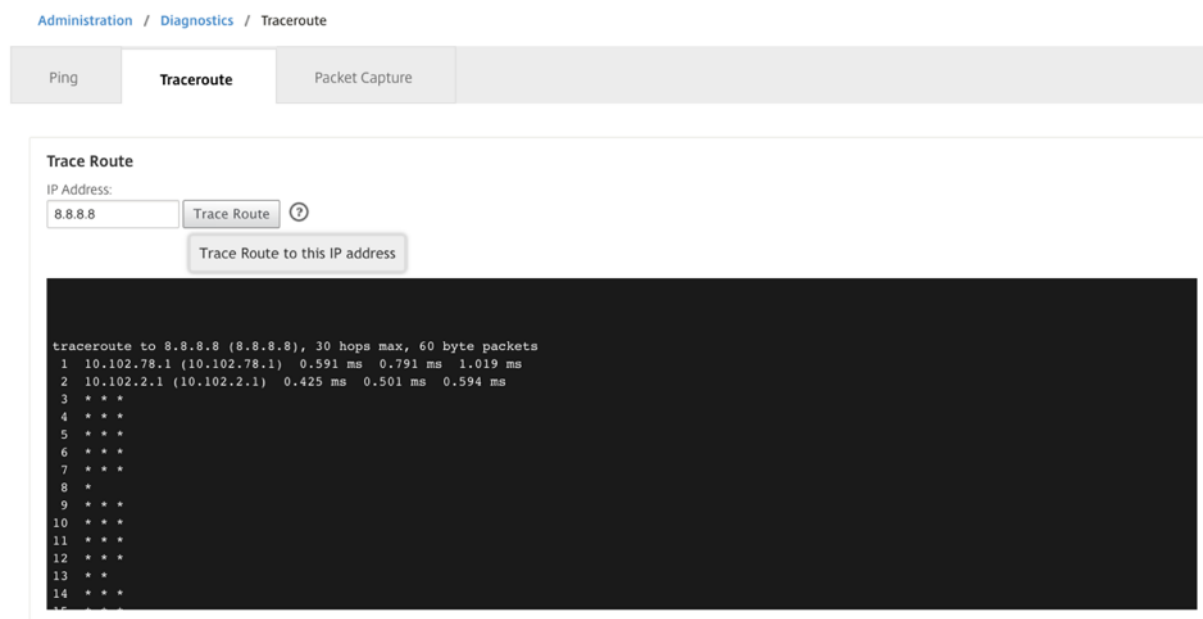 Administration / Diagnostics / Traceroute
Ping Traceroute Packet Capture
Trace Route
IP Address:
8.8.8.8 Trace Route ?
Trace Route to this IP address
traceroute to 8.8.8.8 (8.8.8.8), 30 hops max, 60 byte packets
1 10.102.78.1 (10.102.78.1) 0.591 ms 0.791 ms 1.019 ms
2 10.102.2.1 (10.102.2.1) 0.425 ms 0.501 ms 0.594 ms
3 * * *
4 * * *
5 * * *
6 * * *
7 * * *
8 *
9 * * *
10 * * *
11 * * *
12 * * *
13 * *
14 * * *
15 * * *